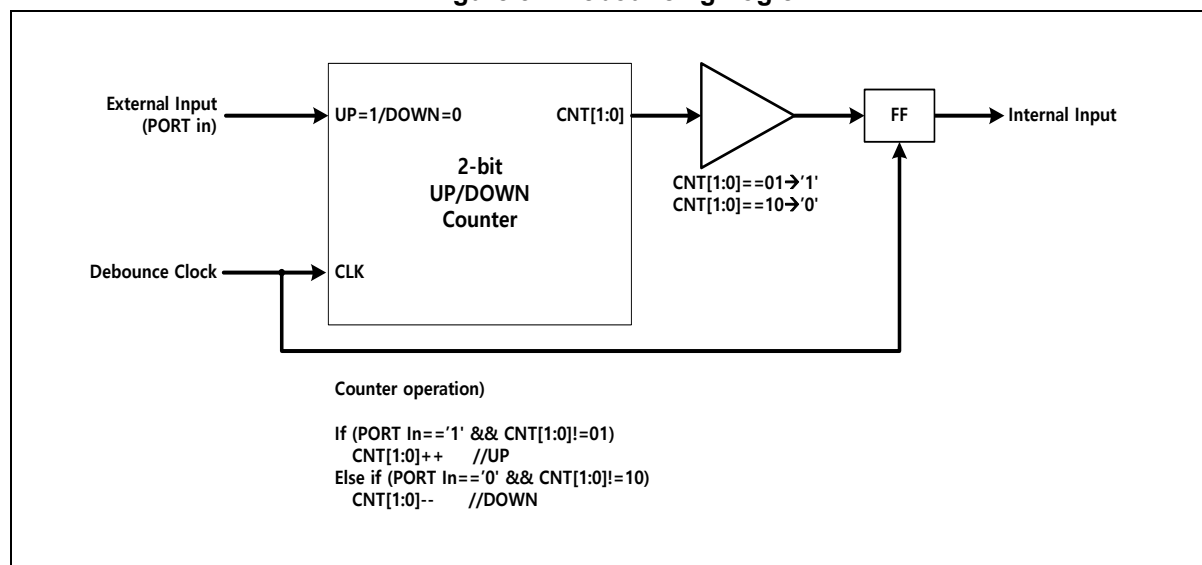 External Input
(PORT in)
UP=1/DOWN=0
CNT[1:0]
FF
Internal Input
2-bit
UP/DOWN
Counter
CNT[1:0]==01→'1'
CNT[1:0]==10→'0'
Debounce Clock
CLK
Counter operation)
If (PORT In=='1' && CNT[1:0]!=01)
CNT[1:0]++ //UP
Else if (PORT In=='0' && CNT[1:0]!=10)
CNT[1:0]-- //DOWN